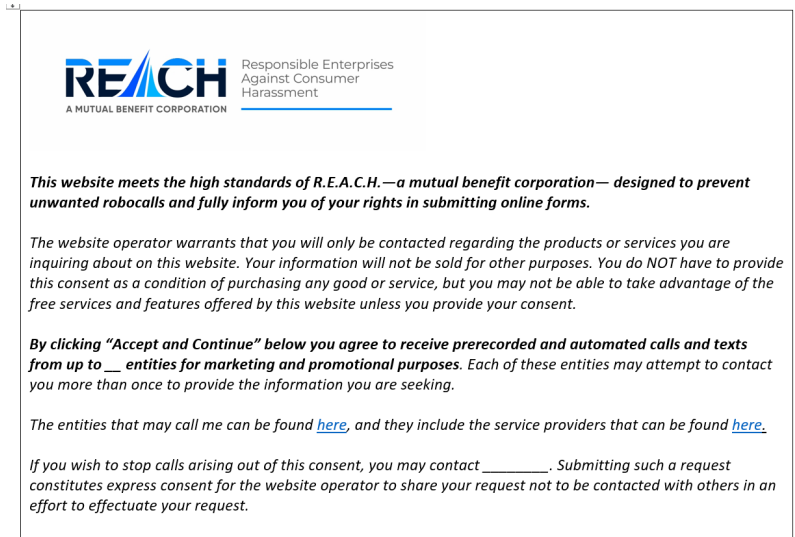 REACH
A MUTUAL BENEFIT CORPORATION
Responsible Enterprises
Against Consumer
Harassment
This website meets the high standards of R.E.A.C.H.—a mutual benefit corporation— designed to prevent
unwanted robocalls and fully inform you of your rights in submitting online forms.
The website operator warrants that you will only be contacted regarding the products or services you are
inquiring about on this website. Your information will not be sold for other purposes. You do NOT have to provide
this consent as a condition of purchasing any good or service, but you may not be able to take advantage of the
free services and features offered by this website unless you provide your consent.
By clicking “Accept and Continue” below you agree to receive prerecorded and automated calls and texts
from up to __ entities for marketing and promotional purposes. Each of these entities may attempt to contact
you more than once to provide the information you are seeking.
The entities that may call me can be found here, and they include the service providers that can be found here.
If you wish to stop calls arising out of this consent, you may contact ________. Submitting such a request
constitutes express consent for the website operator to share your request not to be contacted with others in an
effort to effectuate your request.